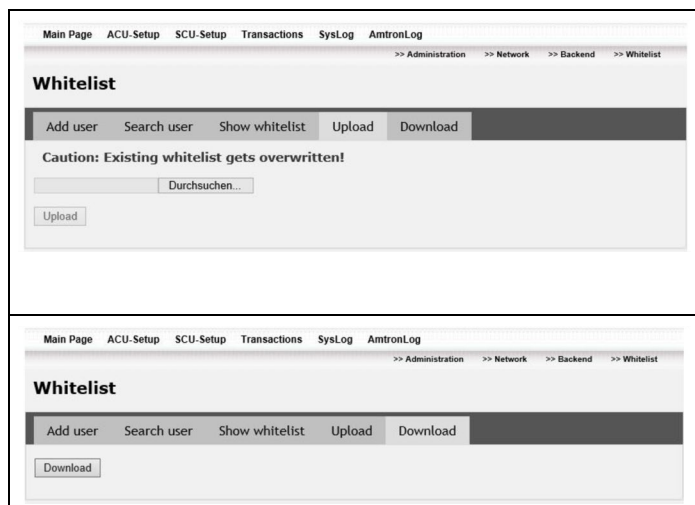 Main Page ACU-Setup SCU-Setup Transactions SysLog AmtronLog
>> Administration >> Network >> Backend >> Whitelist
Whitelist
Add user Search user Show whitelist Upload Download
Caution: Existing whitelist gets overwritten!
Durchsuchen...
Upload
Main Page ACU-Setup SCU-Setup Transactions SysLog AmtronLog
>> Administration >> Network >> Backend >> Whitelist
Whitelist
Add user Search user Show whitelist Upload Download
Download